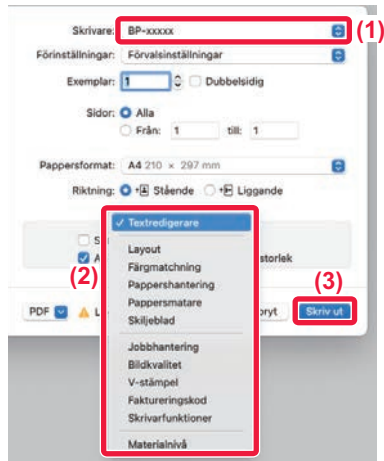 Skrivare: BP-xxxxx (1)
Förinställningar: Förvalsinställningar
Exemplar: 1 Dubbelsidig
Sidor: Alla
Från: 1 till: 1
Pappersformat: A4 210 × 297 mm
Riktning: Stående Liggande
✓ Textredigerare
Layout
Färgmatchning storlek
(2) Pappershantering (3)
Pappersmatare
PDF Skiljeblad Skriv ut
Jobbhantering
Bildkvalitet
V-stämpel
Faktureringskod
Skrivarfunktioner
Materialnivå